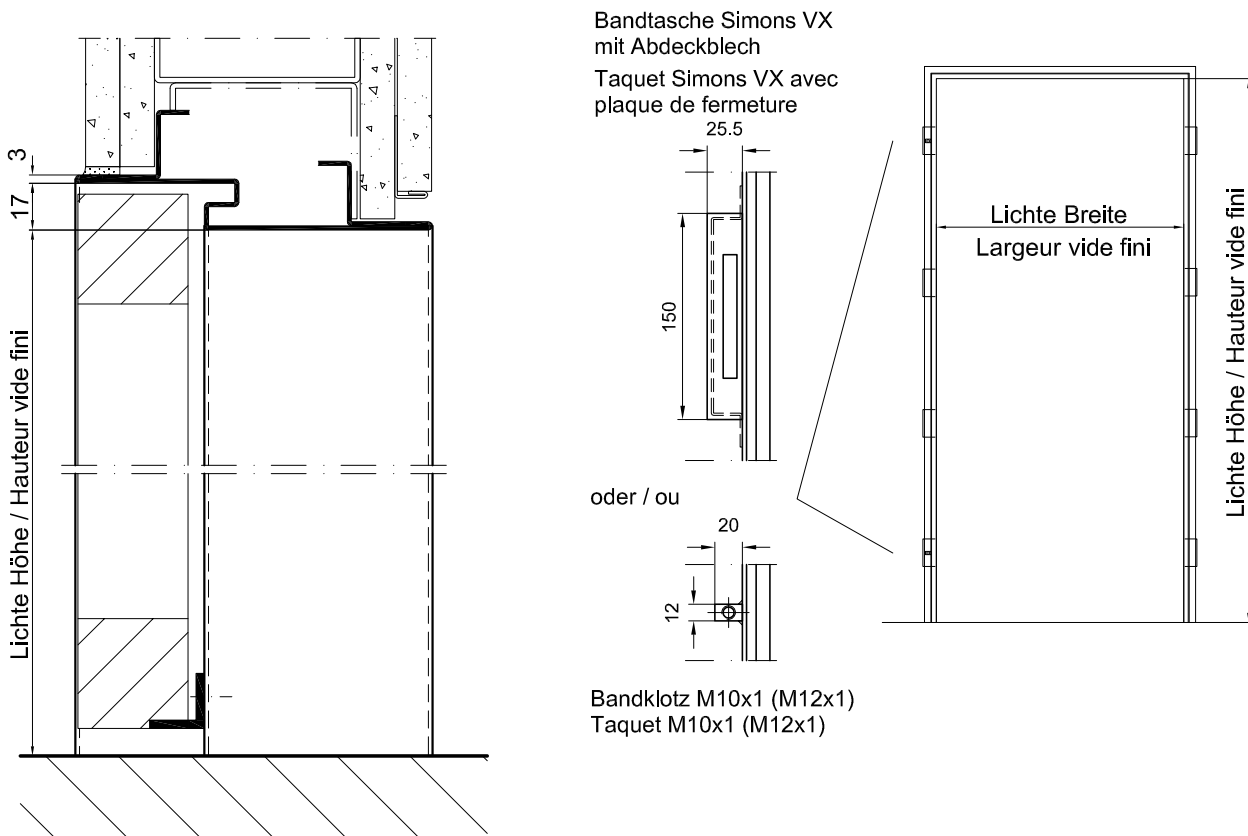 3
17
Lichte Höhe / Hauteur vide fini
Bandtasche Simons VX
mit Abdeckblech
Taquet Simons VX avec
plaque de fermeture
25.5
150
oder / ou
20
12
Bandklotz M10x1 (M12x1)
Taquet M10x1 (M12x1)
Lichte Breite
Largeur vide fini
Lichte Höhe / Hauteur vide fini